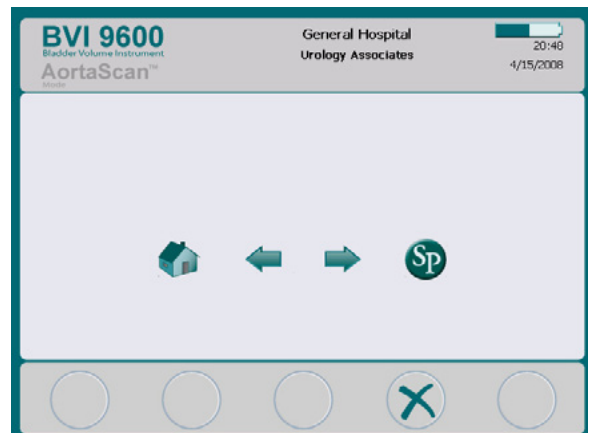 BVI 9600
Bladder Volume Instrument
AortaScan™
Mode
General Hospital
Urology Associates
20:48
4/15/2008
SP